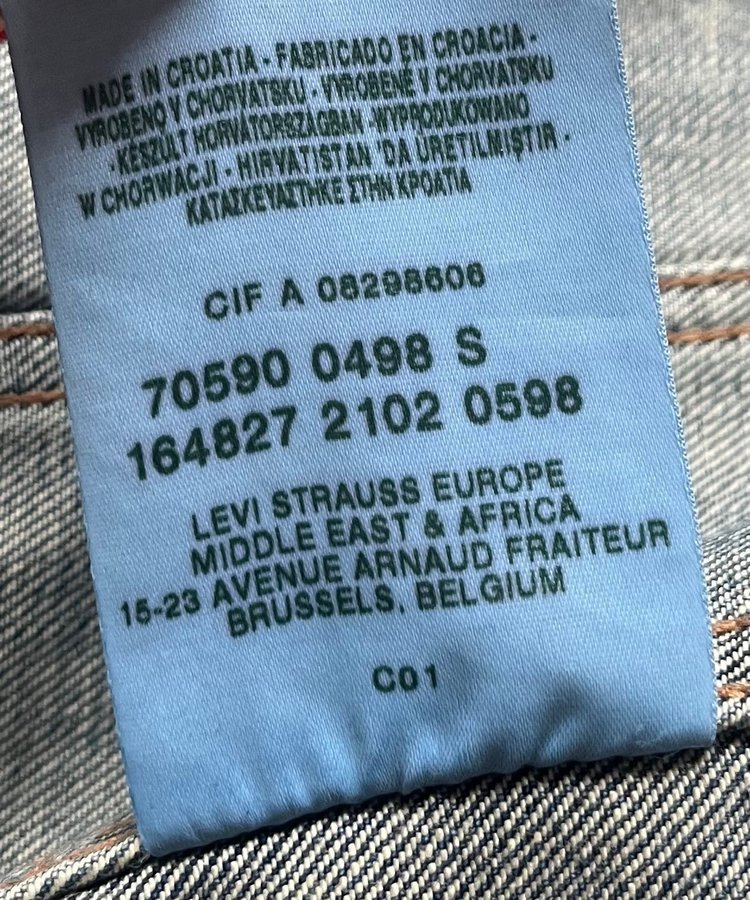 MADE IN CROATIA - FABRICADO EN CROACIA -
VYROBENO V CHORVATSKU - VYROBENÉ V CHORVATSKU
- KÉSZÜLT HORVÁTORSZÁGBAN - WYPRODUKOWANO
W CHORWACJI - HIRVATISTAN 'DA ÜRETILMIŞTIR -
ΚΑΤΑΣΚΕΥΑΣΤΗΚΕ ΣΤΗΝ ΚΡΟΑΤΙΑ
CIF A 08298606
70590 0498 S
164827 2102 0598
LEVI STRAUSS EUROPE
MIDDLE EAST & AFRICA
15-23 AVENUE ARNAUD FRAITEUR
BRUSSELS, BELGIUM
C01